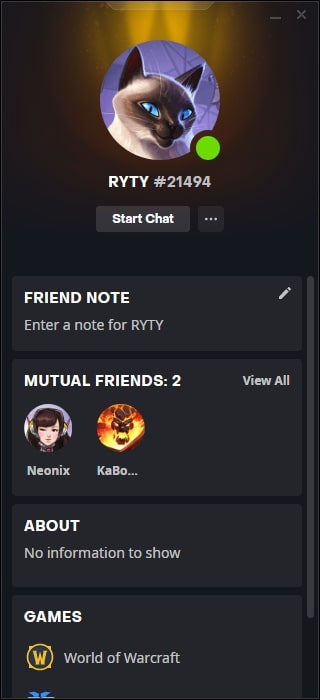 RYTY #21494
Start Chat
FRIEND NOTE
Enter a note for RYTY
MUTUAL FRIENDS: 2
View All
Neonix
KaBo...
ABOUT
No information to show
GAMES
World of Warcraft